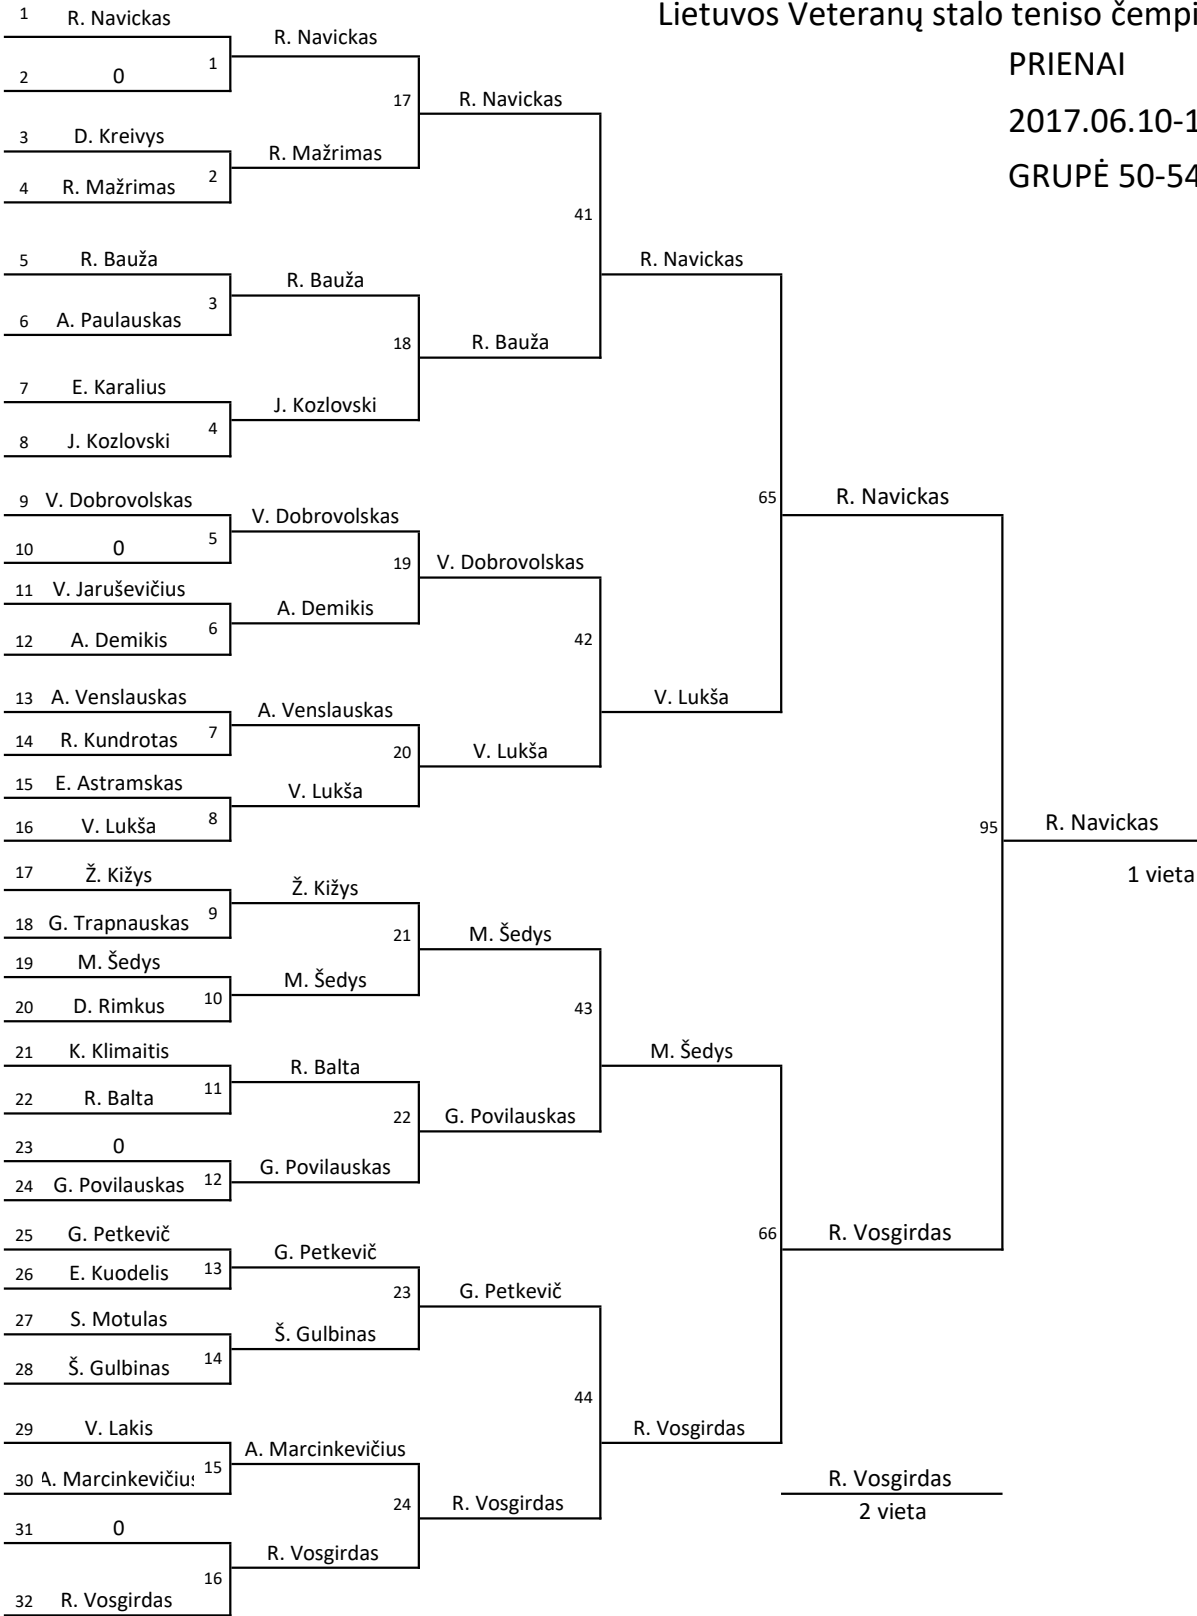 Lietuvos Veteranų stalo teniso čempi
PRIENAI
2017.06.10-1
GRUPĖ 50-54
1 R. Navickas
2 0
1
3 D. Kreivys
4 R. Mažrimas
2
5 R. Bauža
6 A. Paulauskas
3
7 E. Karalius
8 J. Kozlovski
4
9 V. Dobrovolskas
10 0
5
11 V. Jaruševičius
12 A. Demikis
6
13 A. Venslauskas
14 R. Kundrotas
7
15 E. Astramskas
16 V. Lukša
8
17 Ž. Kižys
18 G. Trapnauskas
9
19 M. Šedys
20 D. Rimkus
10
21 K. Klimaitis
22 R. Balta
11
23 0
24 G. Povilauskas
12
25 G. Petkevič
26 E. Kuodelis
13
27 S. Motulas
28 Š. Gulbinas
14
29 V. Lakis
30 A. Marcinkevičius
15
31 0
32 R. Vosgirdas
16
R. Navickas
17
R. Mažrimas
R. Bauža
18
J. Kozlovski
V. Dobrovolskas
19
A. Demikis
A. Venslauskas
20
V. Lukša
Ž. Kižys
21
M. Šedys
R. Balta
22
G. Povilauskas
G. Petkevič
23
Š. Gulbinas
A. Marcinkevičius
24
R. Vosgirdas
R. Navickas
41
R. Bauža
V. Dobrovolskas
42
V. Lukša
M. Šedys
43
G. Povilauskas
G. Petkevič
44
R. Vosgirdas
R. Navickas
65
V. Lukša
M. Šedys
66
R. Vosgirdas
R. Navickas
95
R. Vosgirdas
R. Navickas
1 vieta
R. Vosgirdas
2 vieta